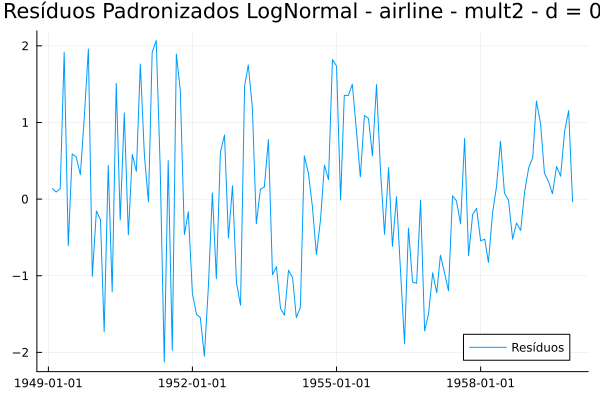 Resíduos Padronizados LogNormal - airline - mult2 - d = 0
2
1
0
−1
−2
Resíduos
1949-01-01 1952-01-01 1955-01-01 1958-01-01